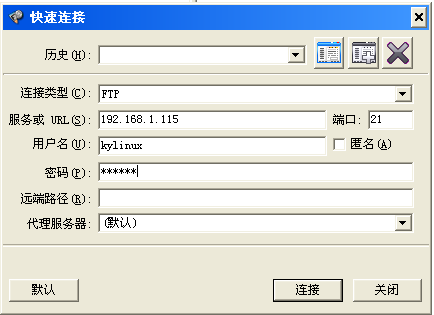 快速连接
历史(H):
连接类型(C): FTP
服务或 URL(S): 192.168.1.115 端口: 21
用户名(U): kylinux 匿名(A)
密码(P): ******
远端路径(R):
代理服务器: (默认)
默认 连接 关闭